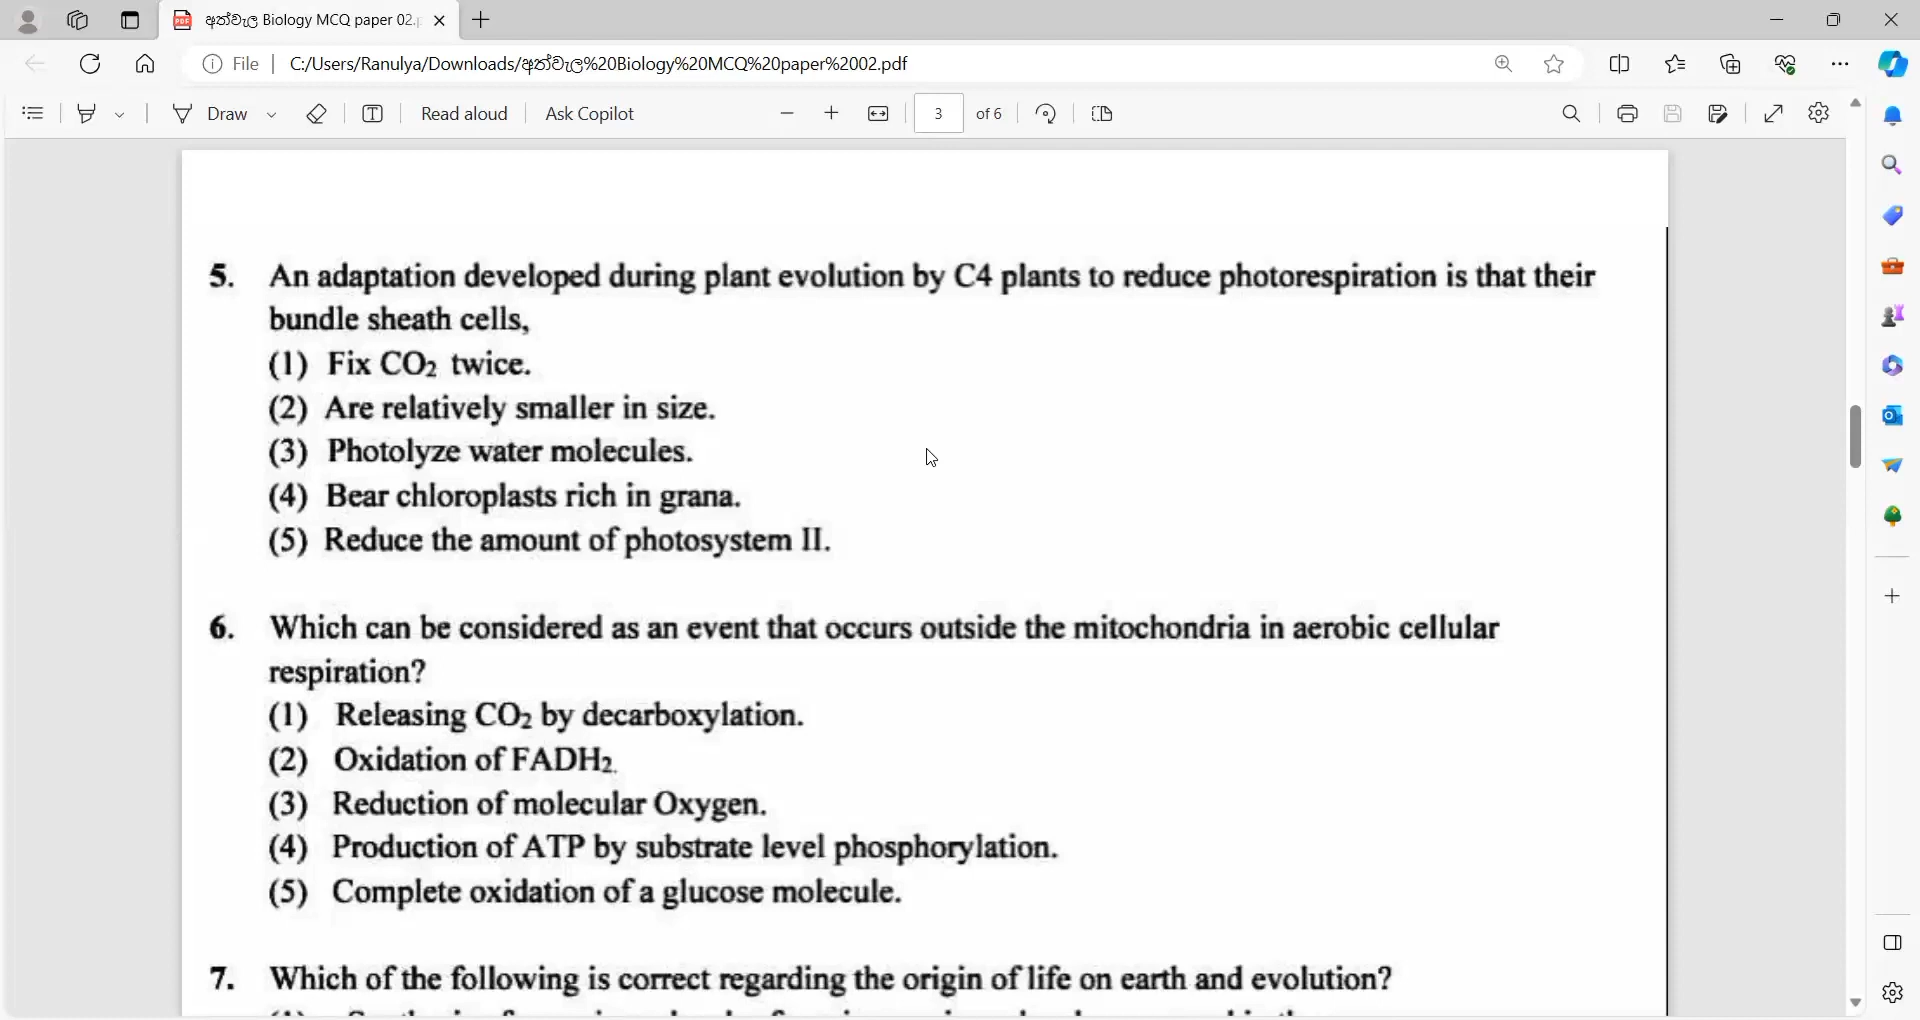 අත්වැල Biology MCQ paper 02.p
File
C:/Users/Ranulya/Downloads/අත්වැල%20Biology%20MCQ%20paper%2002.pdf
Draw
Read aloud
Ask Copilot
3 of 6
5. An adaptation developed during plant evolution by C4 plants to reduce photorespiration is that their
bundle sheath cells,
(1) Fix CO₂ twice.
(2) Are relatively smaller in size.
(3) Photolyze water molecules.
(4) Bear chloroplasts rich in grana.
(5) Reduce the amount of photosystem II.
6. Which can be considered as an event that occurs outside the mitochondria in aerobic cellular
respiration?
(1) Releasing CO₂ by decarboxylation.
(2) Oxidation of FADH₂.
(3) Reduction of molecular Oxygen.
(4) Production of ATP by substrate level phosphorylation.
(5) Complete oxidation of a glucose molecule.
7. Which of the following is correct regarding the origin of life on earth and evolution?